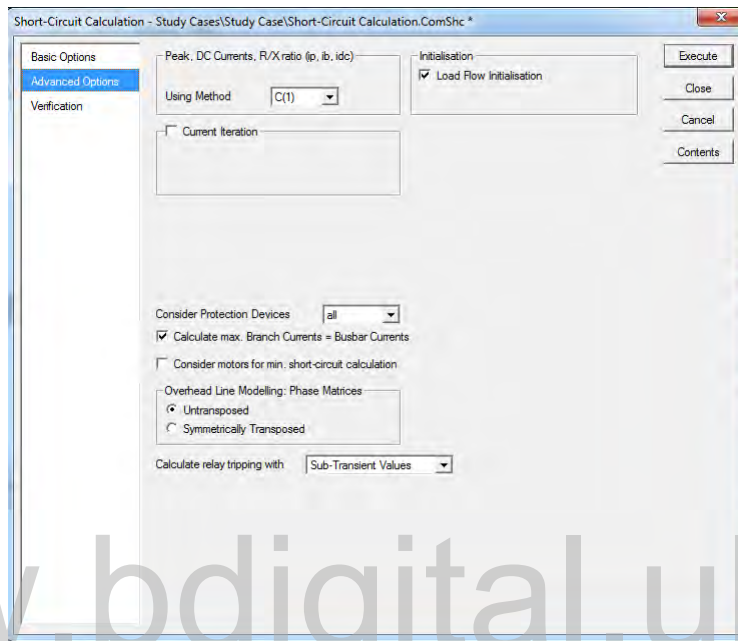 Short-Circuit Calculation - Study Cases\Study Case\Short-Circuit Calculation.ComShc *
Basic Options
Advanced Options
Verification
Peak, DC Currents, R/X ratio (ip, ib, idc)
Using Method C(1)
Initialisation
Load Flow Initialisation
Execute
Close
Cancel
Contents
Current Iteration
Consider Protection Devices all
Calculate max. Branch Currents = Busbar Currents
Consider motors for min. short-circuit calculation
Overhead Line Modelling: Phase Matrices
Untransposed
Symmetrically Transposed
Calculate relay tripping with Sub-Transient Values
.bdigital.ul